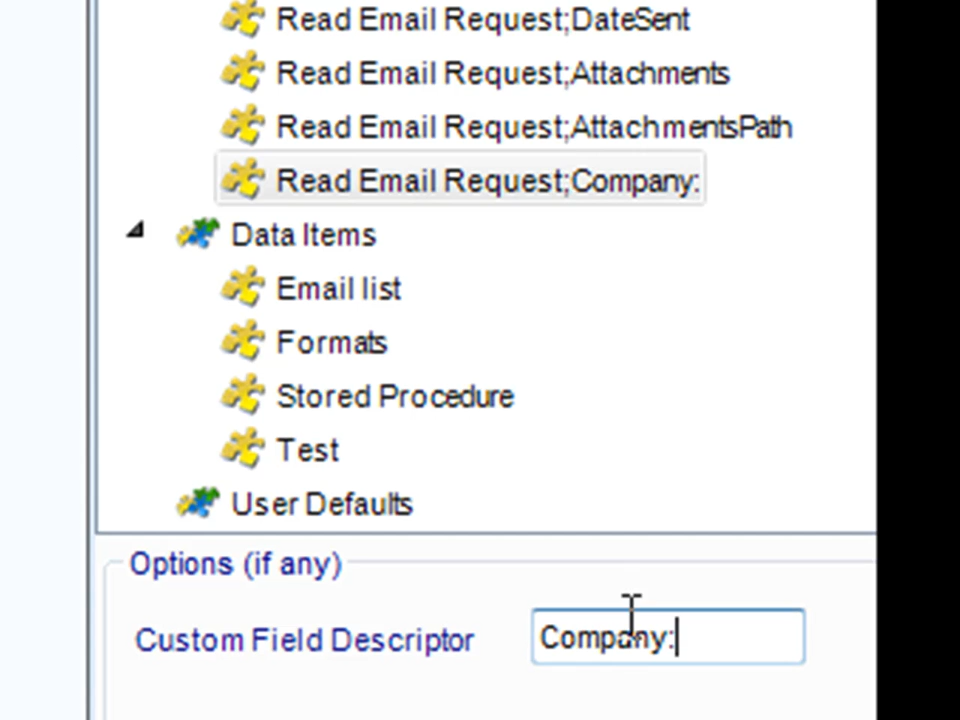 Read Email Request;DateSent
Read Email Request;Attachments
Read Email Request;AttachmentsPath
Read Email Request;Company:
Data Items
Email list
Formats
Stored Procedure
Test
User Defaults
Options (if any)
Custom Field Descriptor Company: